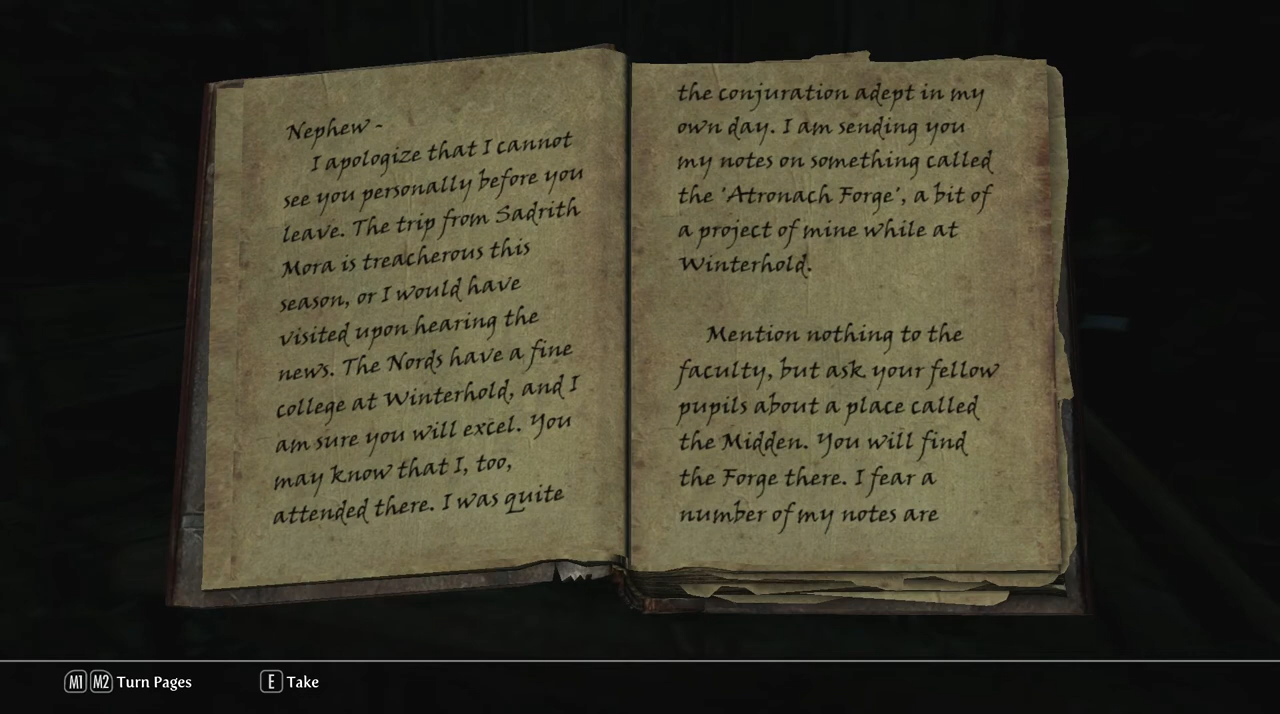 Nephew -
I apologize that I cannot
see you personally before you
leave. The trip from Sadrith
Mora is treacherous this
season, or I would have
visited upon hearing the
news. The Nords have a fine
college at Winterhold, and I
am sure you will excel. You
may know that I, too,
attended there. I was quite
the conjuration adept in my
own day. I am sending you
my notes on something called
the 'Atronach Forge', a bit of
a project of mine while at
Winterhold.
Mention nothing to the
faculty, but ask your fellow
pupils about a place called
the Midden. You will find
the Forge there. I fear a
number of my notes are
M1 M2 Turn Pages
E Take